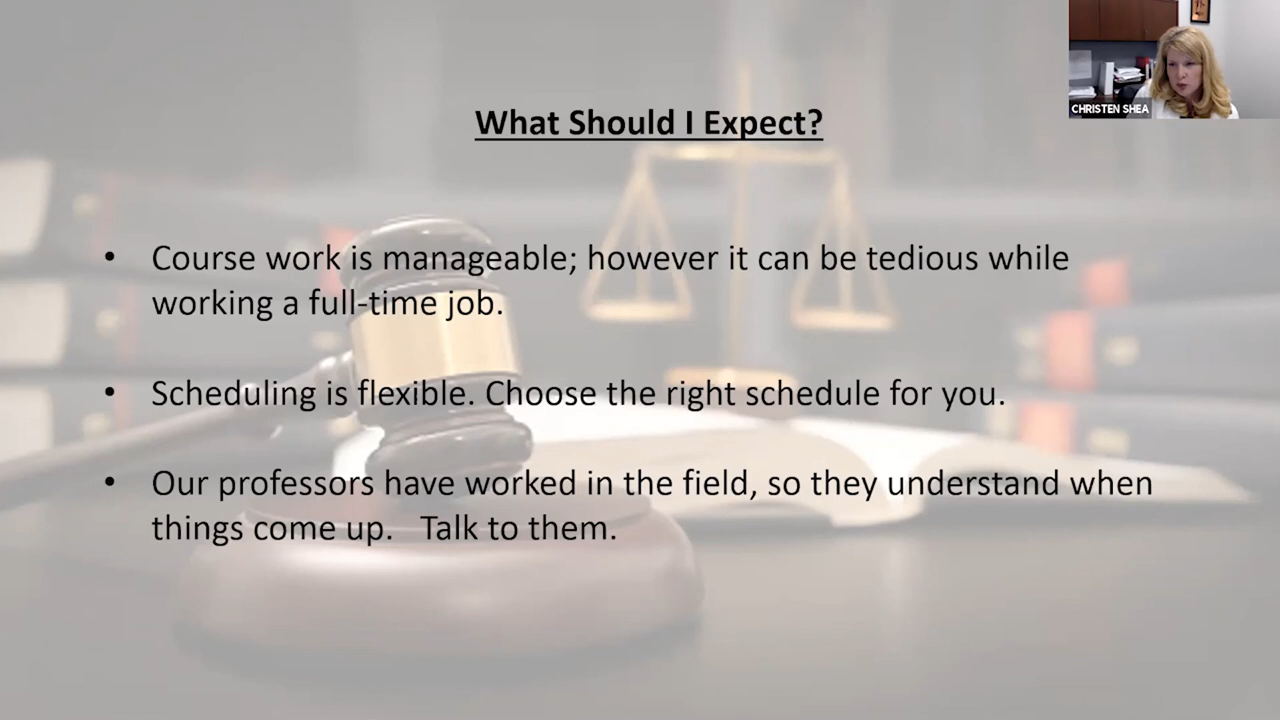 CHRISTEN SHEA
What Should I Expect?
• Course work is manageable; however it can be tedious while
working a full-time job.
• Scheduling is flexible. Choose the right schedule for you.
• Our professors have worked in the field, so they understand when
things come up.   Talk to them.